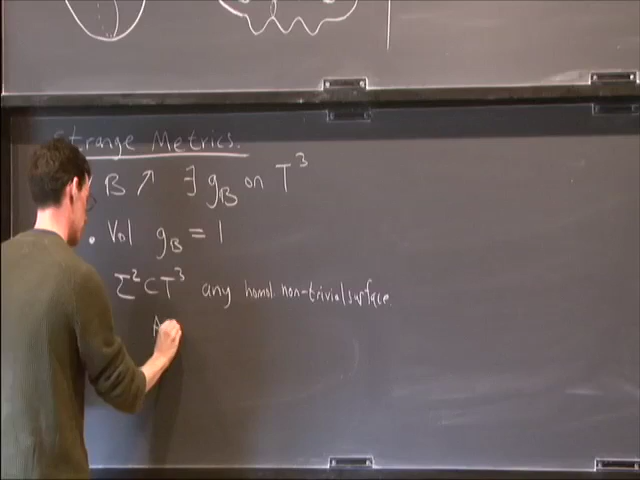 Strange Metrics.
B ↗ ∃ g_B on T³
• Vol g_B = 1
Σ² ⊂ T³ any homol non-trivial surface
A